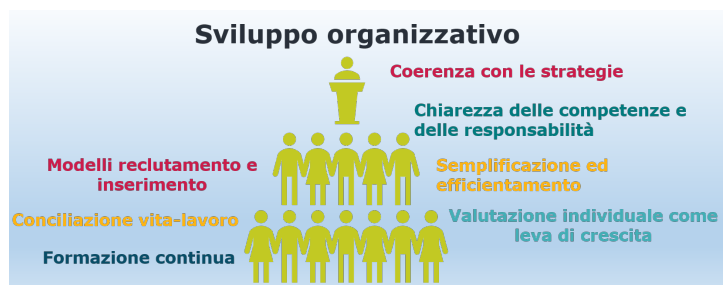 Sviluppo organizzativo
Coerenza con le strategie
Chiarezza delle competenze e
delle responsabilità
Modelli reclutamento e
inserimento
Semplificazione ed
efficientamento
Conciliazione vita-lavoro
Valutazione individuale come
leva di crescita
Formazione continua